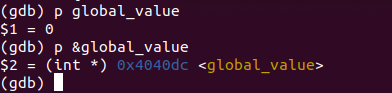 (gdb) p global_value
$1 = 0
(gdb) p &global_value
$2 = (int *) 0x4040dc <global_value>
(gdb)